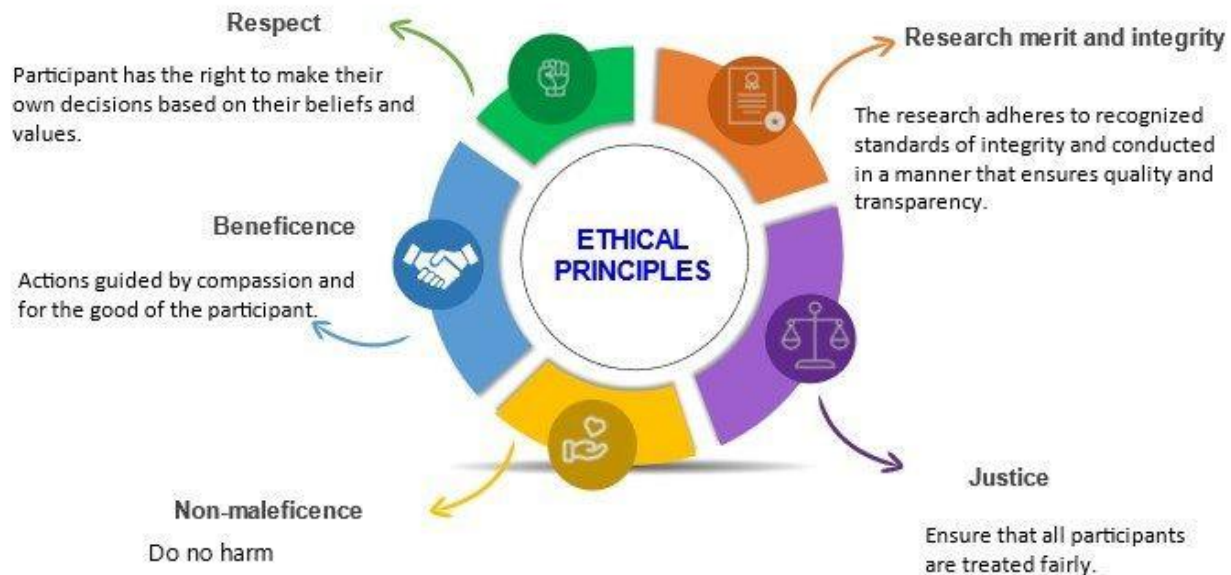 Respect
Participant has the right to make their
own decisions based on their beliefs and
values.
Research merit and integrity
The research adheres to recognized
standards of integrity and conducted
in a manner that ensures quality and
transparency.
Beneficence
Actions guided by compassion and
for the good of the participant.
ETHICAL
PRINCIPLES
Non-maleficence
Do no harm
Justice
Ensure that all participants
are treated fairly.